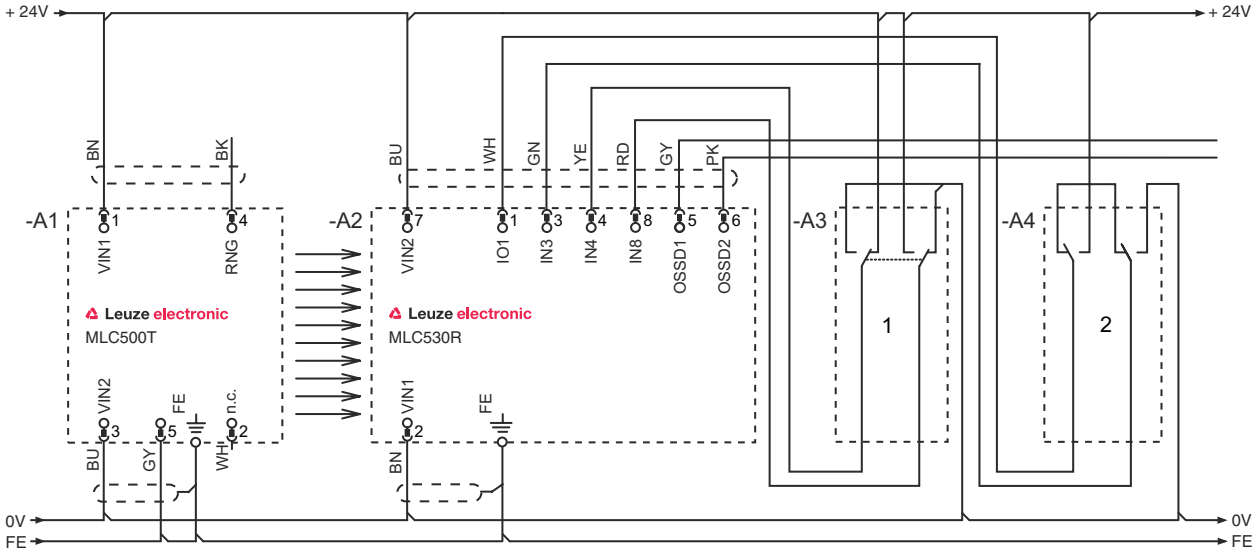 + 24V
+ 24V
BN
BK
BU
WH
GN
YE
RD
GY
PK
-A1
1
4
-A2
7
1
3
4
8
5
6
-A3
-A4
VIN1
RNG
VIN2
IO1
IN3
IN4
IN8
OSSD1
OSSD2
Leuze electronic
MLC500T
Leuze electronic
MLC530R
1
2
VIN2
FE
n.c.
VIN1
FE
3
5
2
2
BU
GY
WH
BN
0V
0V
FE
FE